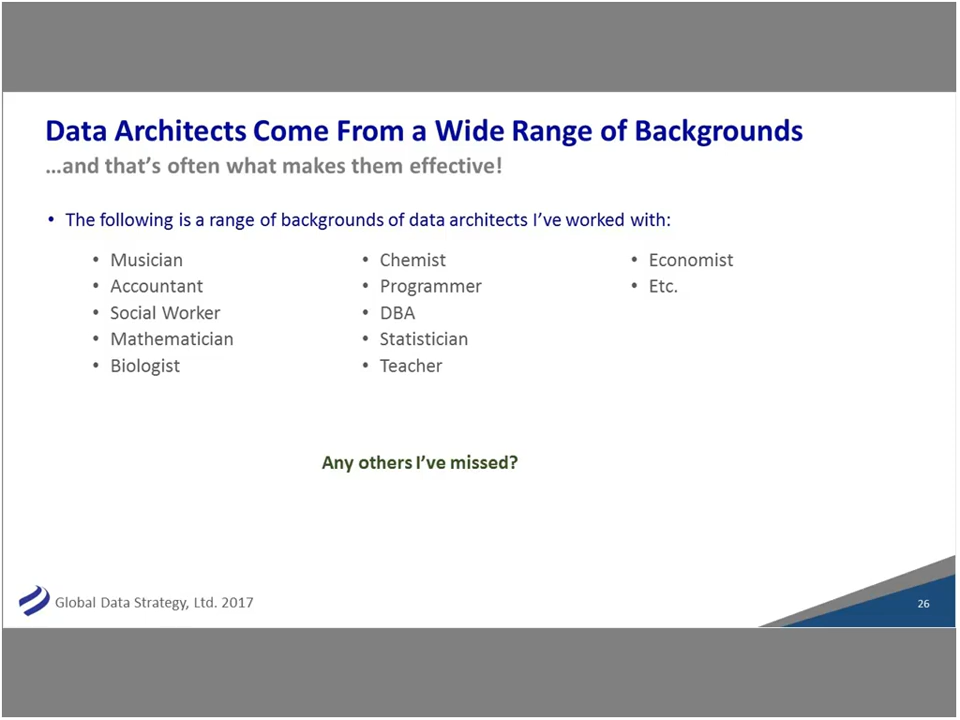 Data Architects Come From a Wide Range of Backgrounds
…and that's often what makes them effective!
• The following is a range of backgrounds of data architects I've worked with:
• Musician
• Accountant
• Social Worker
• Mathematician
• Biologist
• Chemist
• Programmer
• DBA
• Statistician
• Teacher
• Economist
• Etc.
Any others I've missed?
Global Data Strategy, Ltd. 2017
26